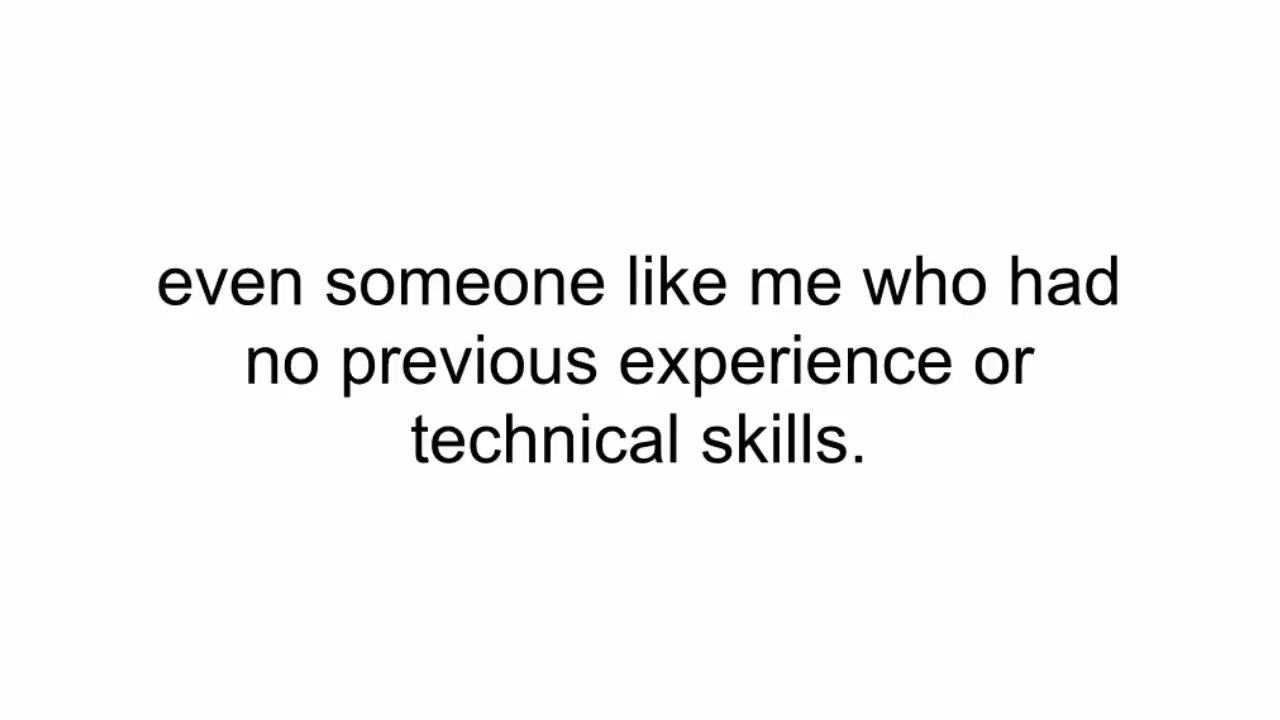 even someone like me who had
no previous experience or
technical skills.